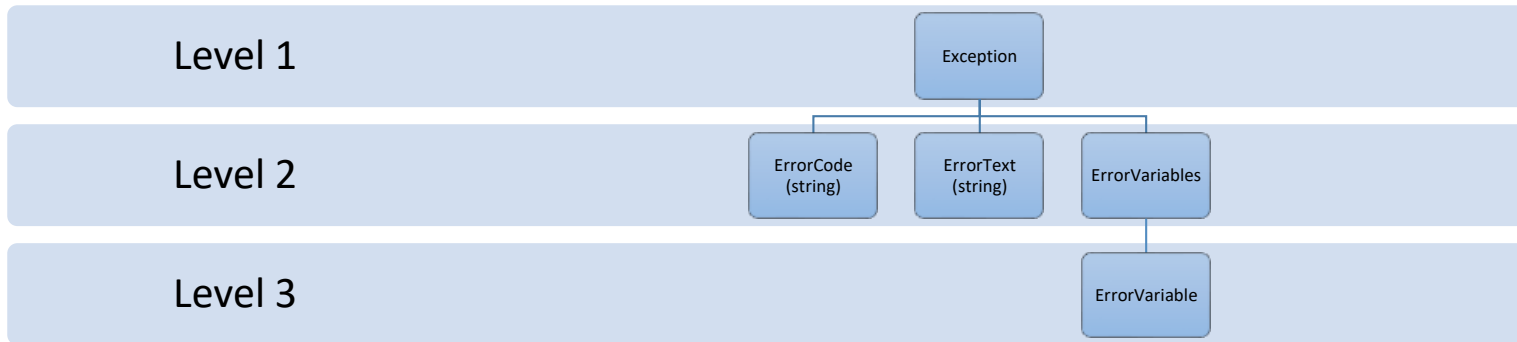 Level 1
Exception
Level 2
ErrorCode
(string)
ErrorText
(string)
ErrorVariables
Level 3
ErrorVariable